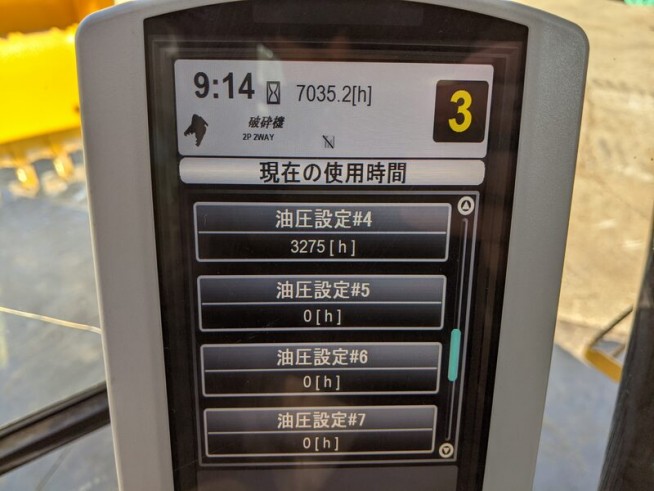 9:14 7035.2[h]
3
破砕機
2P 2WAY
N
現在の使用時間
油圧設定#4
3275[h]
油圧設定#5
0[h]
油圧設定#6
0[h]
油圧設定#7
0[h]